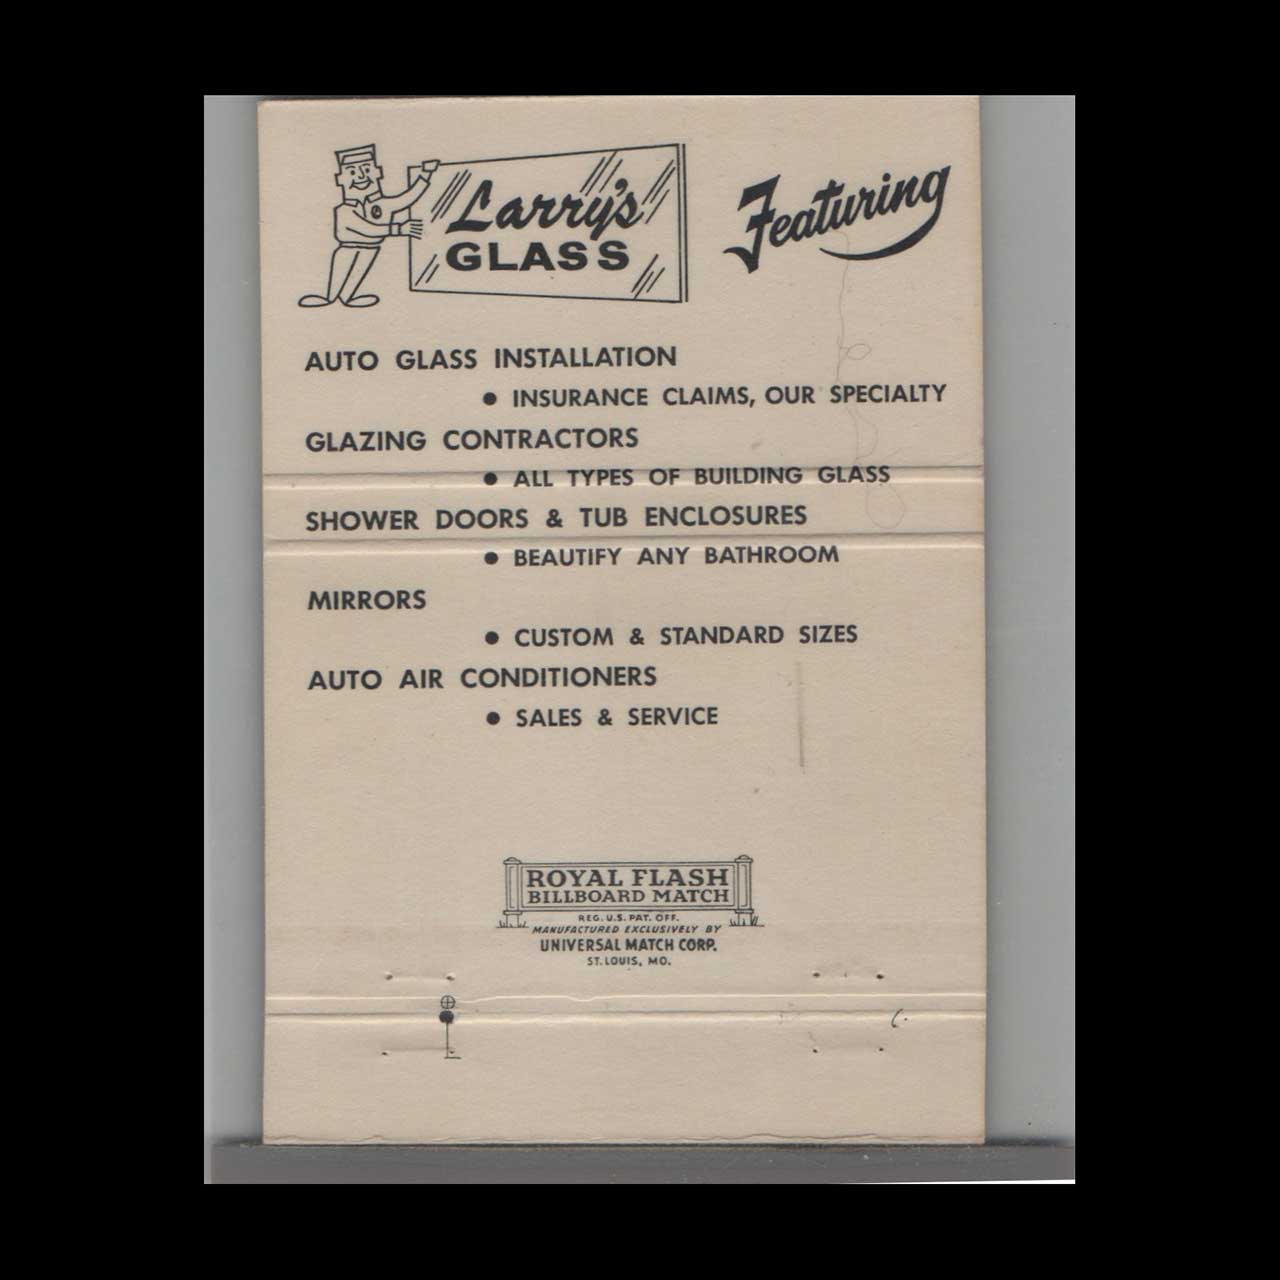 Larry's
GLASS
Featuring
AUTO GLASS INSTALLATION
• INSURANCE CLAIMS, OUR SPECIALTY
GLAZING CONTRACTORS
• ALL TYPES OF BUILDING GLASS
SHOWER DOORS & TUB ENCLOSURES
• BEAUTIFY ANY BATHROOM
MIRRORS
• CUSTOM & STANDARD SIZES
AUTO AIR CONDITIONERS
• SALES & SERVICE
ROYAL FLASH
BILLBOARD MATCH
REG. U.S. PAT. OFF.
MANUFACTURED EXCLUSIVELY BY
UNIVERSAL MATCH CORP.
ST. LOUIS, MO.